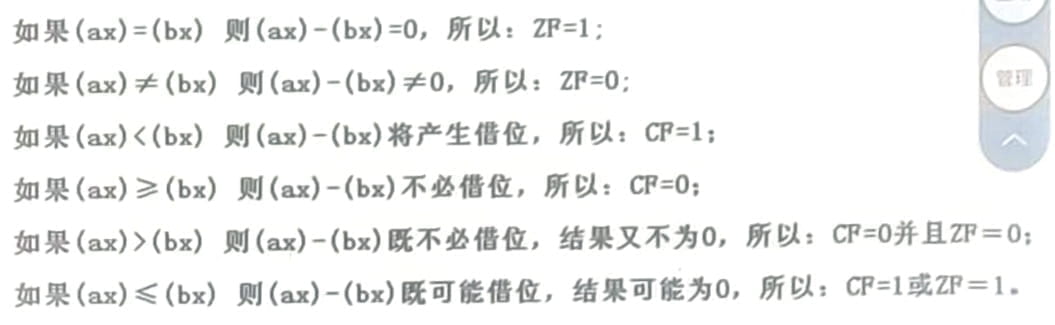 如果(ax)=(bx) 则(ax)-(bx)=0，所以：ZF=1；
如果(ax)≠(bx) 则(ax)-(bx)≠0，所以：ZF=0；
如果(ax)<(bx) 则(ax)-(bx)将产生借位，所以：CF=1；
如果(ax)≥(bx) 则(ax)-(bx)不必借位，所以：CF=0；
如果(ax)>(bx) 则(ax)-(bx)既不必借位，结果又不为0，所以：CF=0并且ZF=0；
如果(ax)≤(bx) 则(ax)-(bx)既可能借位，结果可能为0，所以：CF=1或ZF=1。
管理